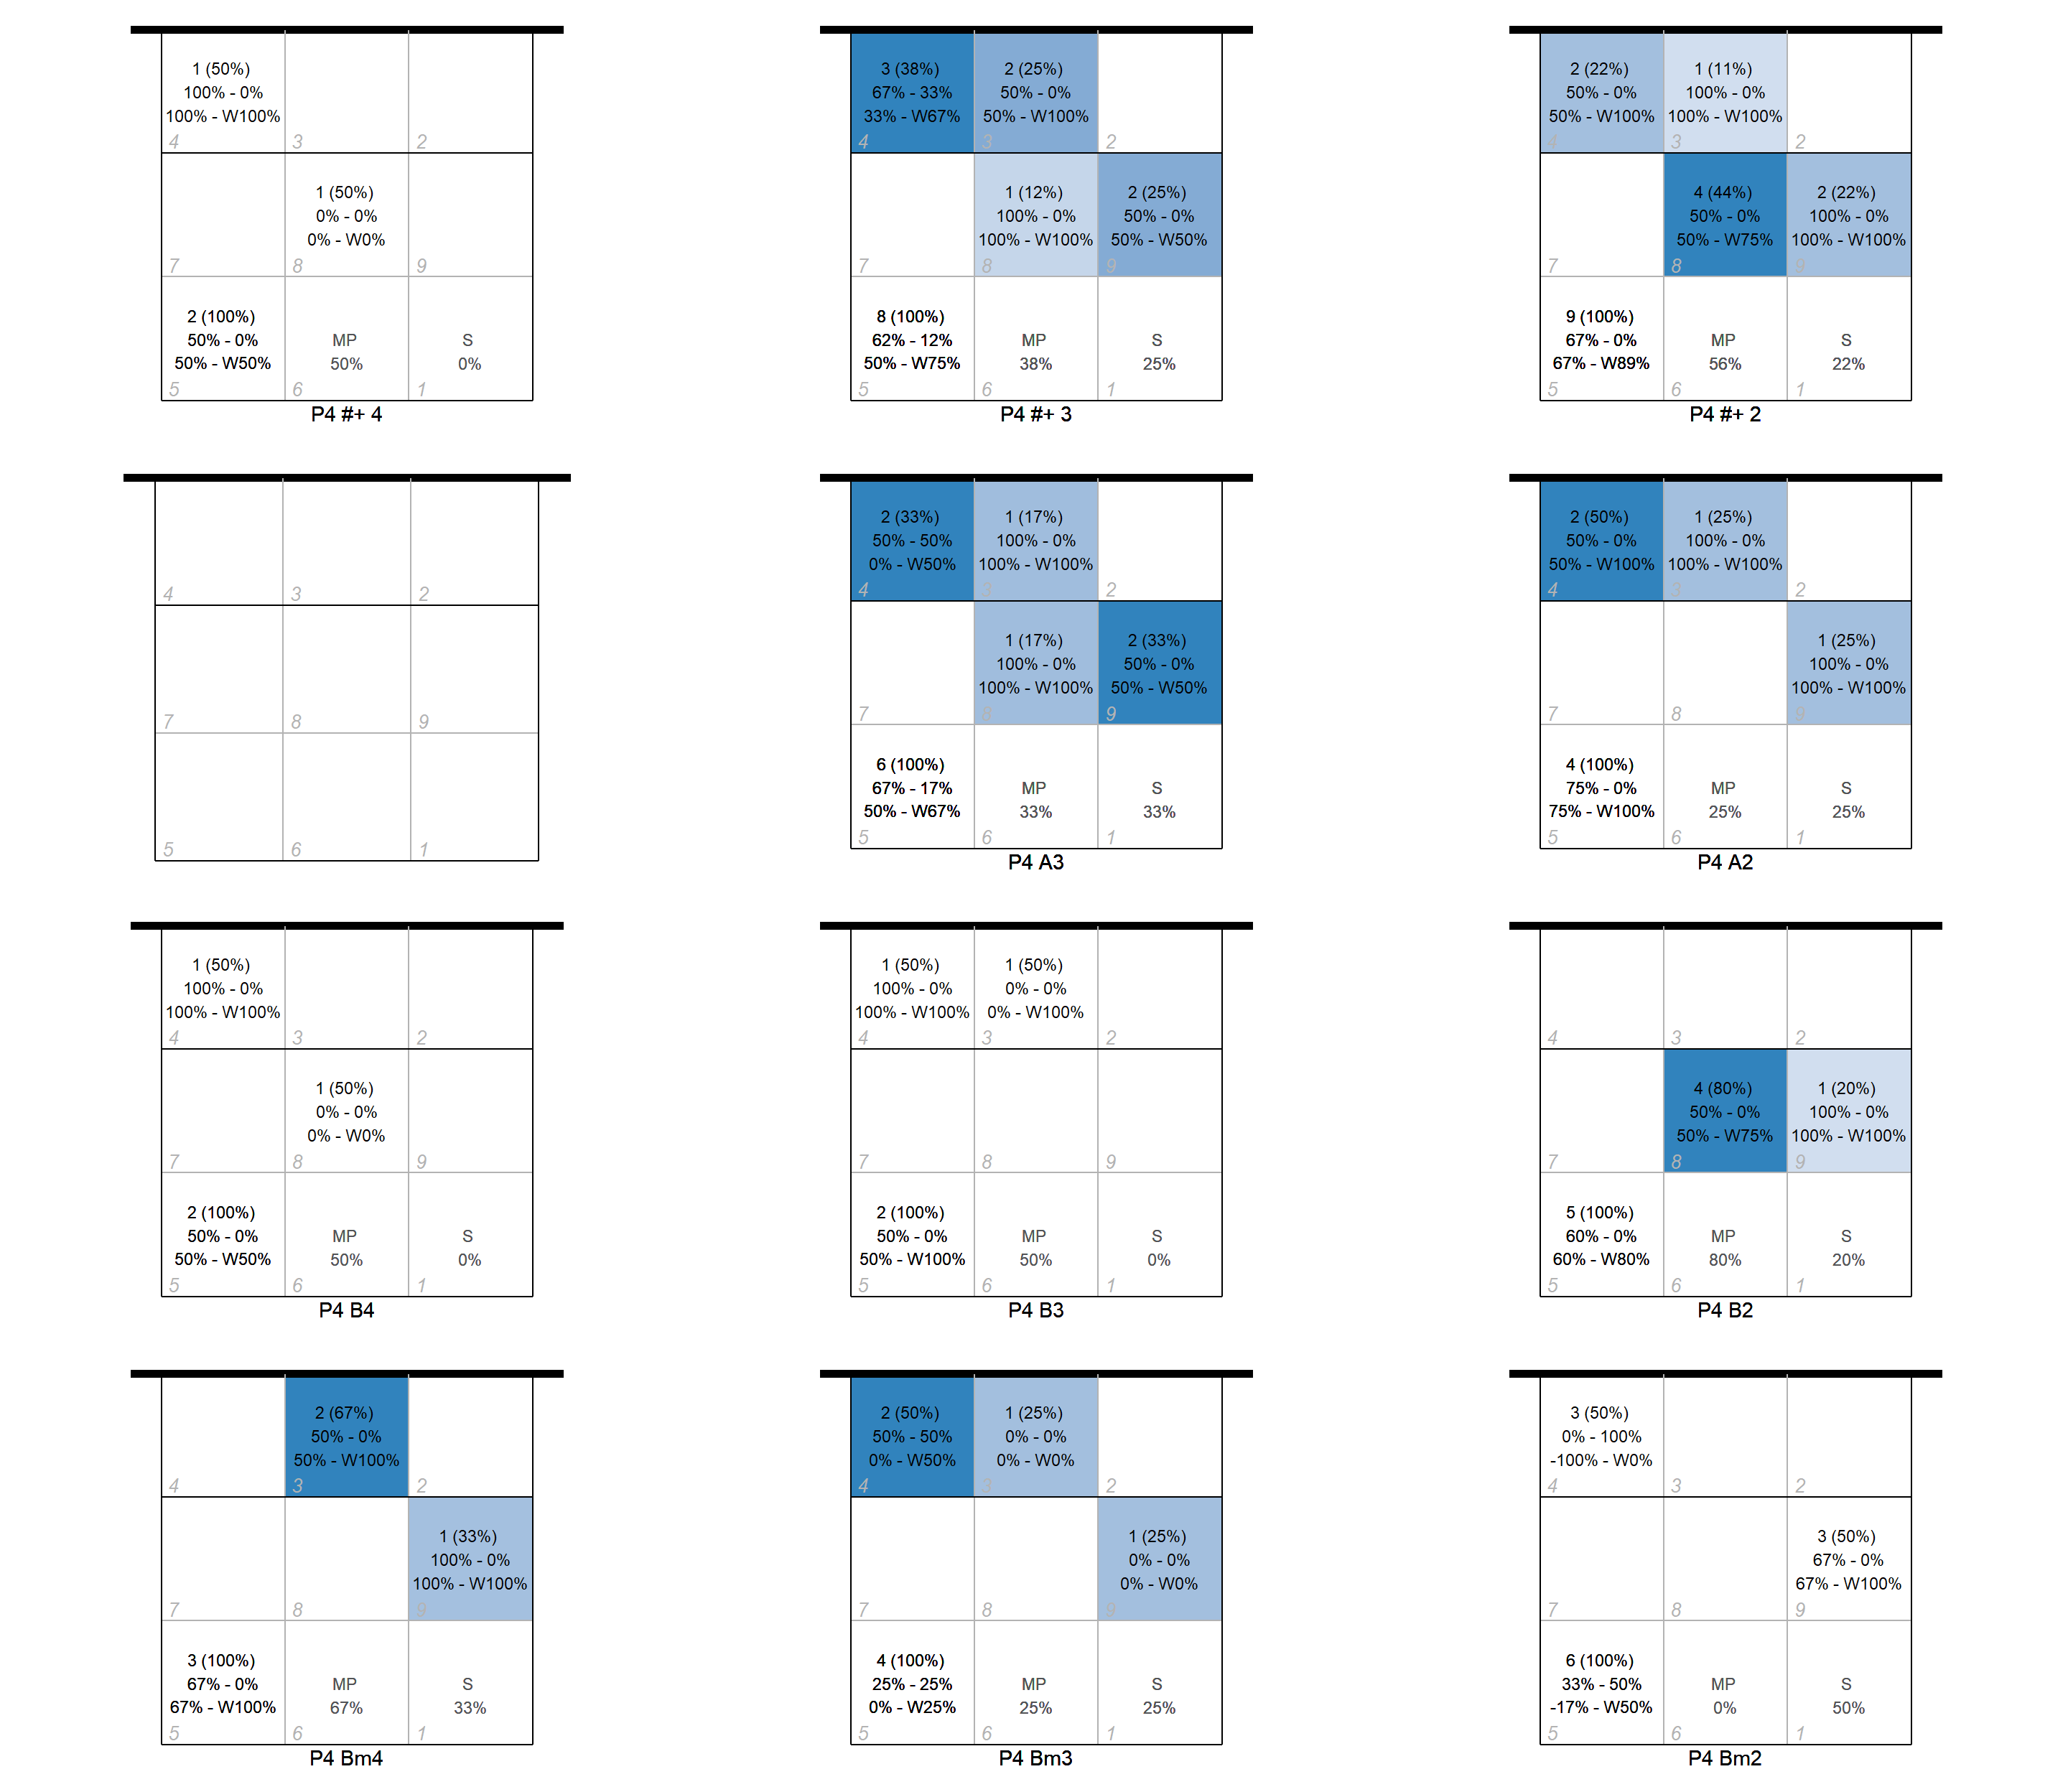 1 (50%)
100% - 0%
100% - W100%
4
3
2
1 (50%)
0% - 0%
0% - W0%
7
8
9
2 (100%)
50% - 0%
50% - W50%
MP
50%
S
0%
5
6
1
P4 #+ 4
3 (38%)
67% - 33%
33% - W67%
2 (25%)
50% - 0%
50% - W100%
4
3
2
1 (12%)
100% - 0%
100% - W100%
2 (25%)
50% - 0%
50% - W50%
7
8
9
8 (100%)
62% - 12%
50% - W75%
MP
38%
S
25%
5
6
1
P4 #+ 3
2 (22%)
50% - 0%
50% - W100%
1 (11%)
100% - 0%
100% - W100%
4
3
2
4 (44%)
50% - 0%
50% - W75%
2 (22%)
100% - 0%
100% - W100%
7
8
9
9 (100%)
67% - 0%
67% - W89%
MP
56%
S
22%
5
6
1
P4 #+ 2
4
3
2
7
8
9
5
6
1
2 (33%)
50% - 50%
0% - W50%
1 (17%)
100% - 0%
100% - W100%
4
3
2
1 (17%)
100% - 0%
100% - W100%
2 (33%)
50% - 0%
50% - W50%
7
8
9
6 (100%)
67% - 17%
50% - W67%
MP
33%
S
33%
5
6
1
P4 A3
2 (50%)
50% - 0%
50% - W100%
1 (25%)
100% - 0%
100% - W100%
4
3
2
1 (25%)
100% - 0%
100% - W100%
7
8
9
4 (100%)
75% - 0%
75% - W100%
MP
25%
S
25%
5
6
1
P4 A2
1 (50%)
100% - 0%
100% - W100%
4
3
2
1 (50%)
0% - 0%
0% - W0%
7
8
9
2 (100%)
50% - 0%
50% - W50%
MP
50%
S
0%
5
6
1
P4 B4
1 (50%)
100% - 0%
100% - W100%
1 (50%)
0% - 0%
0% - W100%
4
3
2
7
8
9
2 (100%)
50% - 0%
50% - W100%
MP
50%
S
0%
5
6
1
P4 B3
4
3
2
4 (80%)
50% - 0%
50% - W75%
1 (20%)
100% - 0%
100% - W100%
7
8
9
5 (100%)
60% - 0%
60% - W80%
MP
80%
S
20%
5
6
1
P4 B2
2 (67%)
50% - 0%
50% - W100%
4
3
2
1 (33%)
100% - 0%
100% - W100%
7
8
9
3 (100%)
67% - 0%
67% - W100%
MP
67%
S
33%
5
6
1
P4 Bm4
2 (50%)
50% - 50%
0% - W50%
1 (25%)
0% - 0%
0% - W0%
4
3
2
1 (25%)
0% - 0%
0% - W0%
7
8
9
4 (100%)
25% - 25%
0% - W25%
MP
25%
S
25%
5
6
1
P4 Bm3
3 (50%)
0% - 100%
-100% - W0%
4
3
2
3 (50%)
67% - 0%
67% - W100%
7
8
9
6 (100%)
33% - 50%
-17% - W50%
MP
0%
S
50%
5
6
1
P4 Bm2